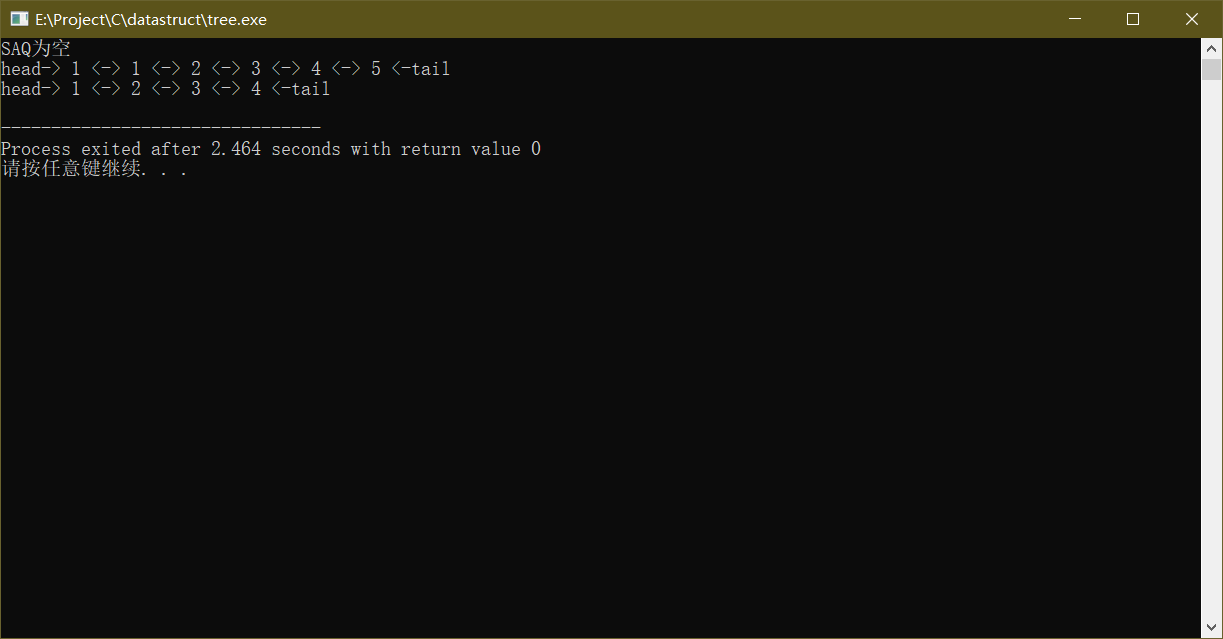 E:\Project\C\datastruct\tree.exe
SAQ为空
head-> 1 <-> 1 <-> 2 <-> 3 <-> 4 <-> 5 <-tail
head-> 1 <-> 2 <-> 3 <-> 4 <-tail
--------------------------------
Process exited after 2.464 seconds with return value 0
请按任意键继续. . .